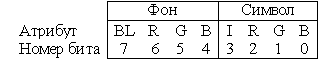 Фон Символ
Атрибут BL R G B I R G B
Номер бита 7 6 5 4 3 2 1 0